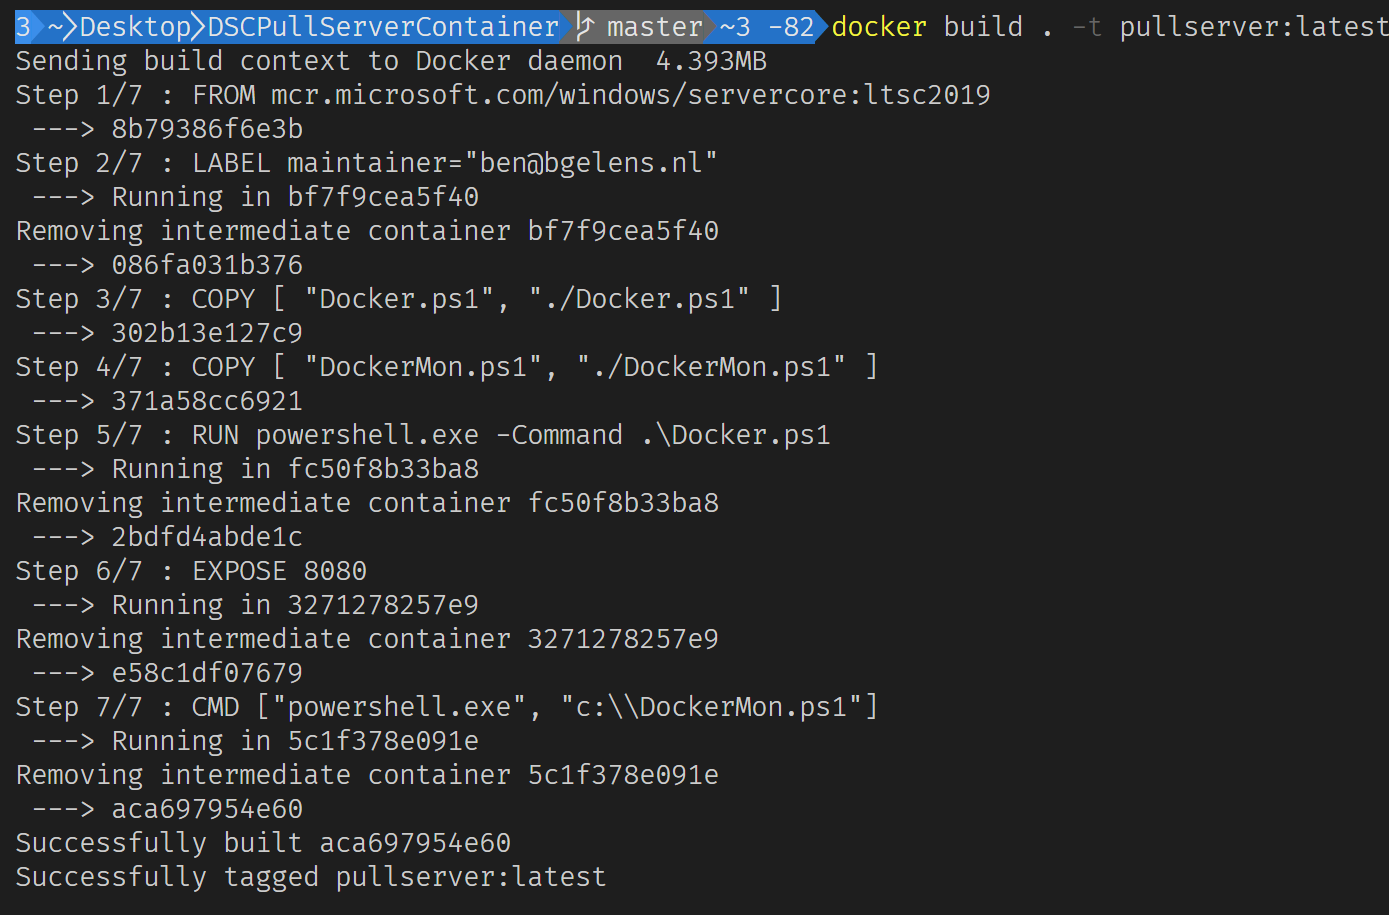 3 ~ Desktop DSCPullServerContainer master ~3 -82 docker build . -t pullserver:latest
Sending build context to Docker daemon  4.393MB
Step 1/7 : FROM mcr.microsoft.com/windows/servercore:ltsc2019
 ---> 8b79386f6e3b
Step 2/7 : LABEL maintainer="ben@bgelens.nl"
 ---> Running in bf7f9cea5f40
Removing intermediate container bf7f9cea5f40
 ---> 086fa031b376
Step 3/7 : COPY [ "Docker.ps1", "./Docker.ps1" ]
 ---> 302b13e127c9
Step 4/7 : COPY [ "DockerMon.ps1", "./DockerMon.ps1" ]
 ---> 371a58cc6921
Step 5/7 : RUN powershell.exe -Command .\Docker.ps1
 ---> Running in fc50f8b33ba8
Removing intermediate container fc50f8b33ba8
 ---> 2bdfd4abde1c
Step 6/7 : EXPOSE 8080
 ---> Running in 3271278257e9
Removing intermediate container 3271278257e9
 ---> e58c1df07679
Step 7/7 : CMD ["powershell.exe", "c:\\DockerMon.ps1"]
 ---> Running in 5c1f378e091e
Removing intermediate container 5c1f378e091e
 ---> aca697954e60
Successfully built aca697954e60
Successfully tagged pullserver:latest